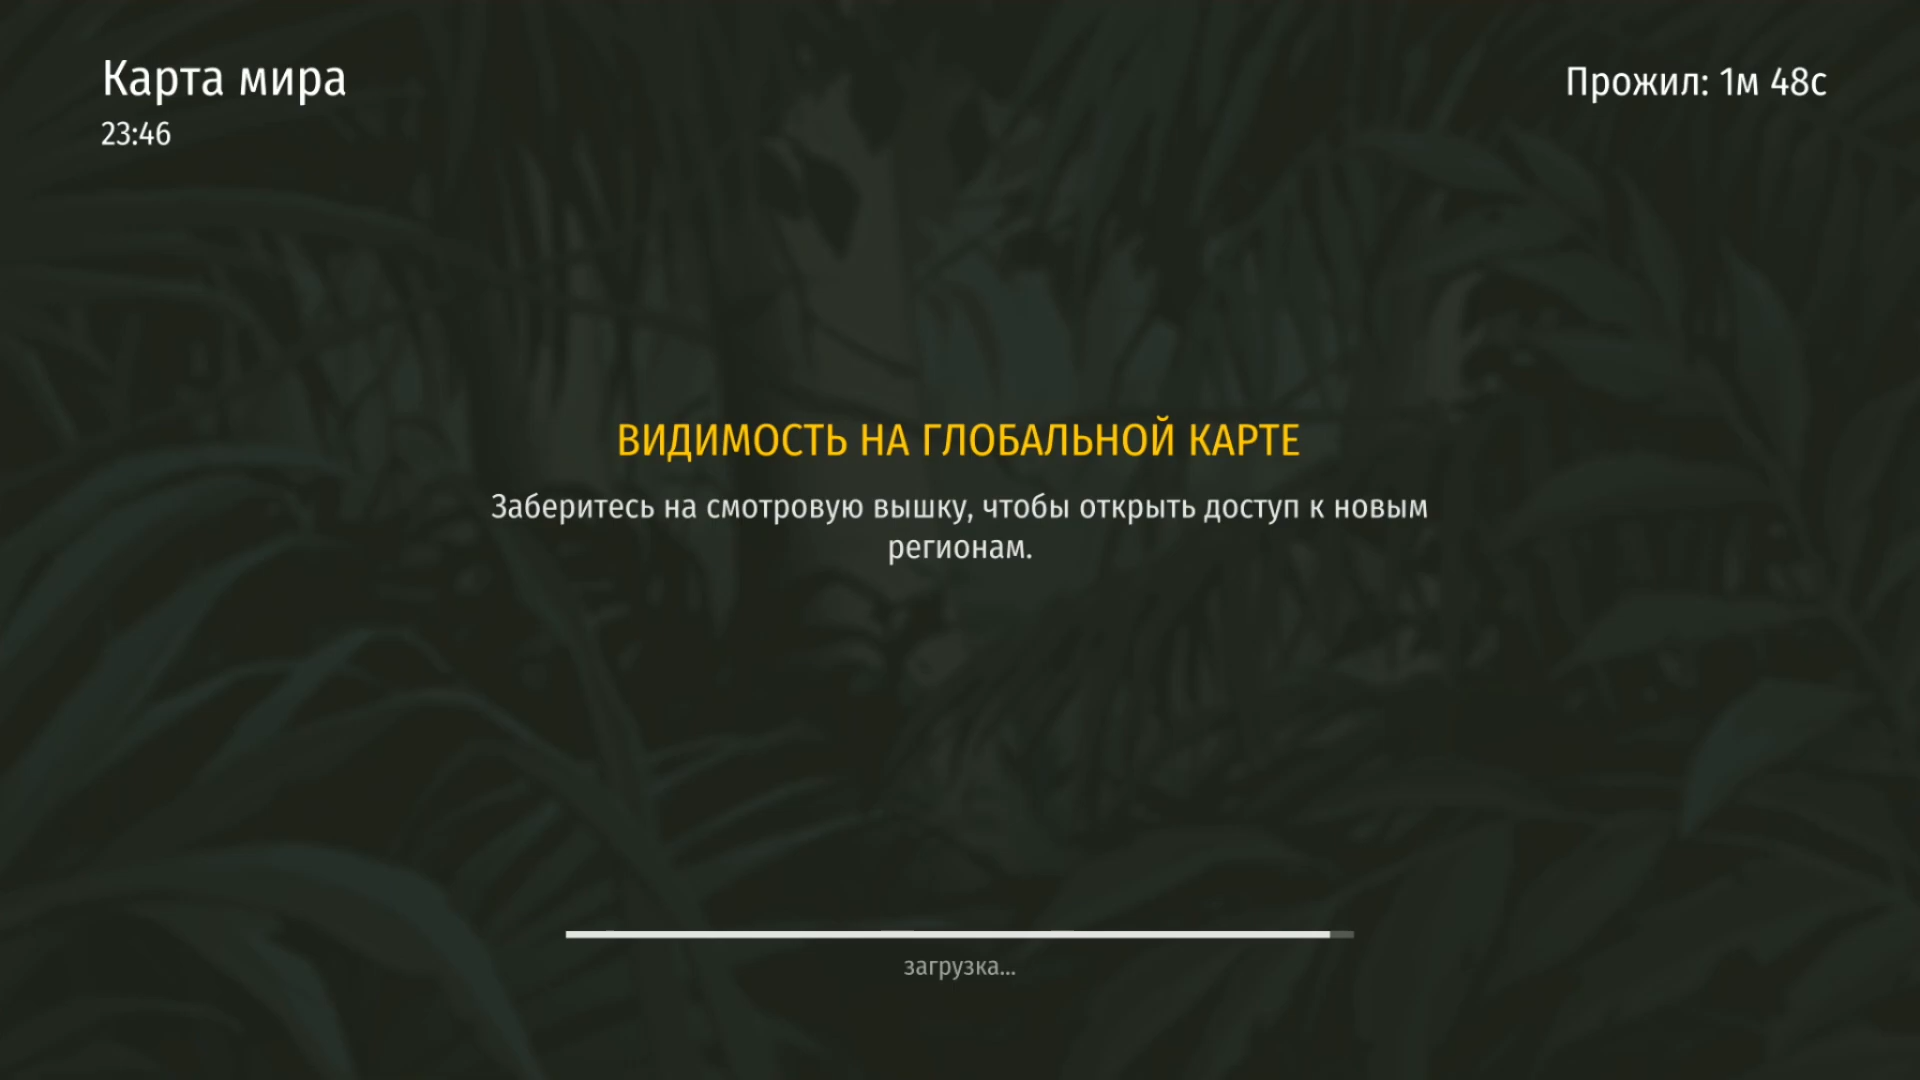 Карта мира
Прожил: 1м 48с
23:46
ВИДИМОСТЬ НА ГЛОБАЛЬНОЙ КАРТЕ
Заберитесь на смотровую вышку, чтобы открыть доступ к новым
регионам.
загрузка...